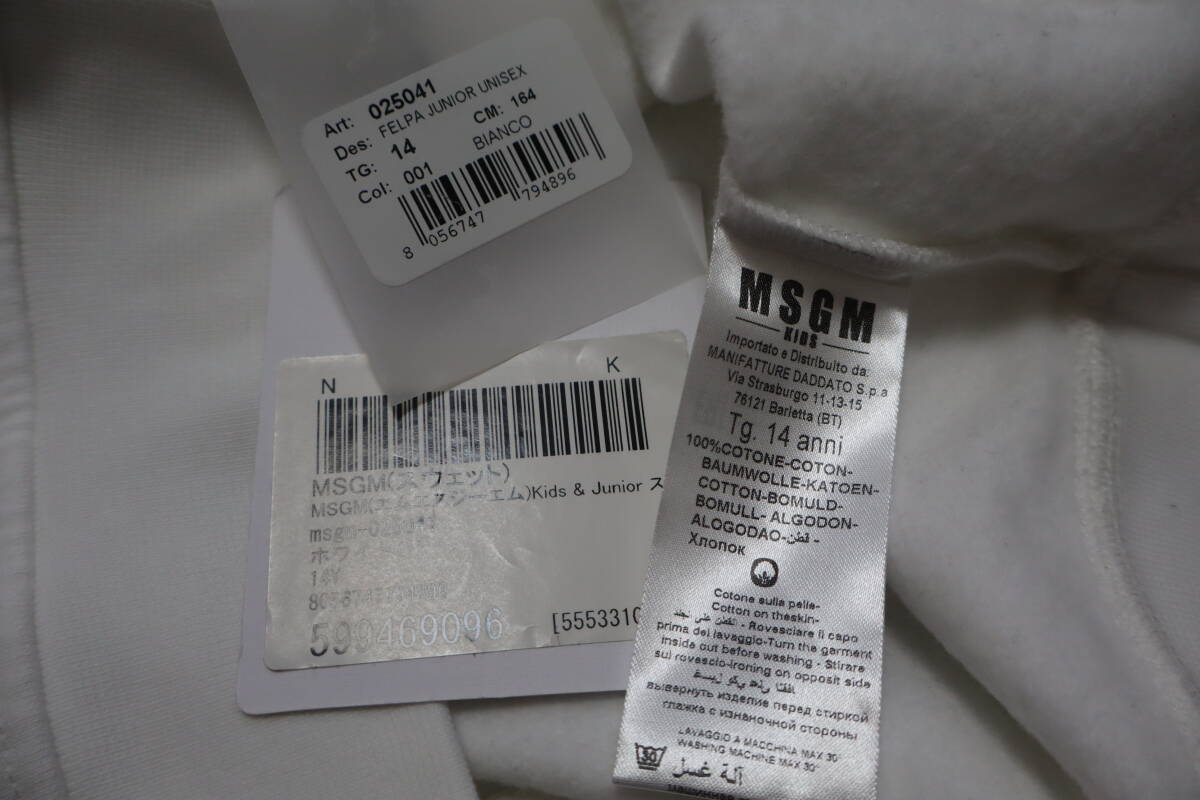 Art: 025041
Des: FELPA JUNIOR UNISEX
TG: 14 CM: 164
Col: 001 BIANCO
8 056747 794896
N K
MSGM(スウェット)
MSGM(エムエスジーエム)Kids & Junior ス
ホワイ
14Y
599469096 [5553310
MSGM
KIDS
Importato e Distribuito da:
MANIFATTURE DADDATO S.p.a
Via Strasburgo 11-13-15
76121 Barletta (BT)
Tg. 14 anni
100%COTONE-COTON-
BAUMWOLLE-KATOEN-
COTTON-BOMULD-
BOMULL- ALGODON-
ALOGODAO- قطن -
Хлопок
Cotone sulla pelle-
Cotton on theskin-
القطن على جلد - Rovesciare il capo
prima del lavaggio-Turn the garment
inside out before washing - Stirare
sul rovescio-ironing on opposite side
вывернуть изделие перед стиркой
глажка с изнаночной стороны
LAVAGGIO A MACCHINA MAX 30°
WASHING MACHINE MAX 30°
30 آلة غسل